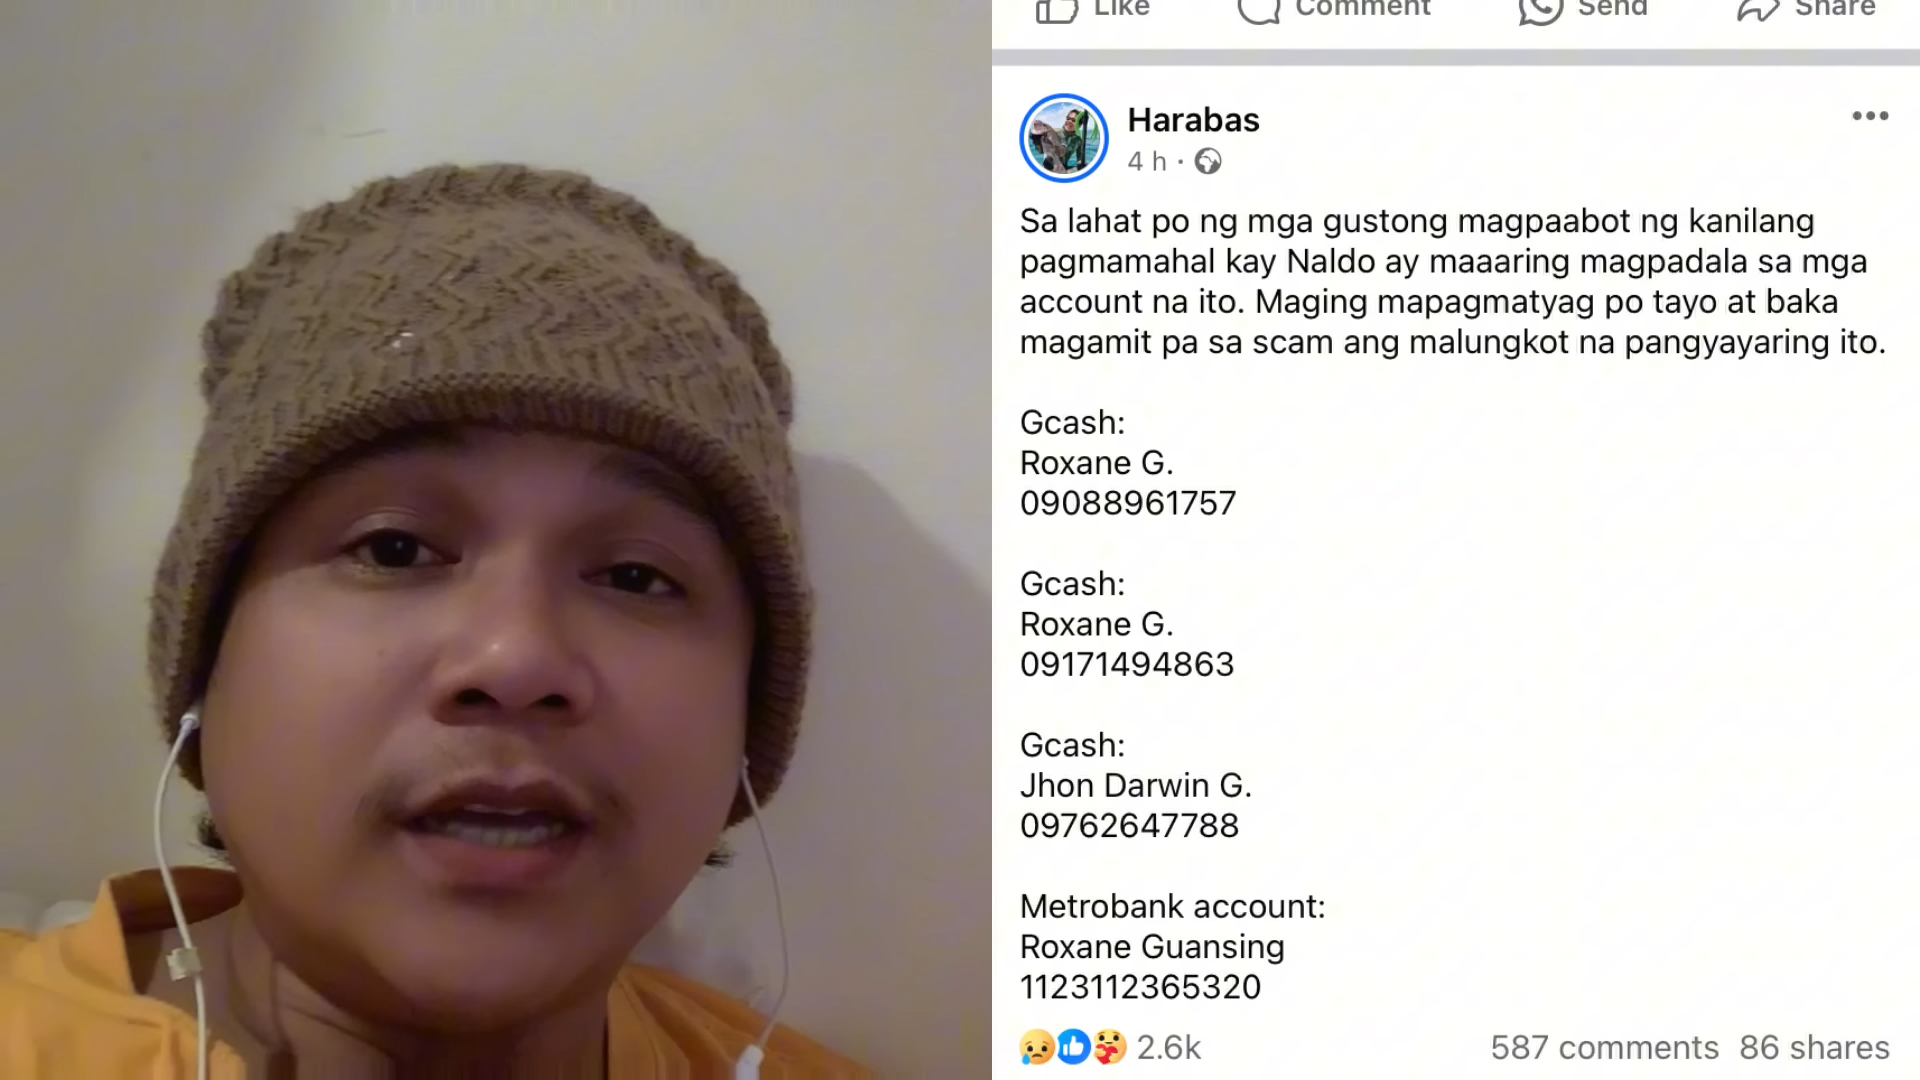 Like
Comment
Send
Share
Harabas
4 h ·
Sa lahat po ng mga gustong magpaabot ng kanilang
pagmamahal kay Naldo ay maaaring magpadala sa mga
account na ito. Maging mapagmatyag po tayo at baka
magamit pa sa scam ang malungkot na pangyayaring ito.
Gcash:
Roxane G.
09088961757
Gcash:
Roxane G.
09171494863
Gcash:
Jhon Darwin G.
09762647788
Metrobank account:
Roxane Guansing
1123112365320
2.6k
587 comments
86 shares